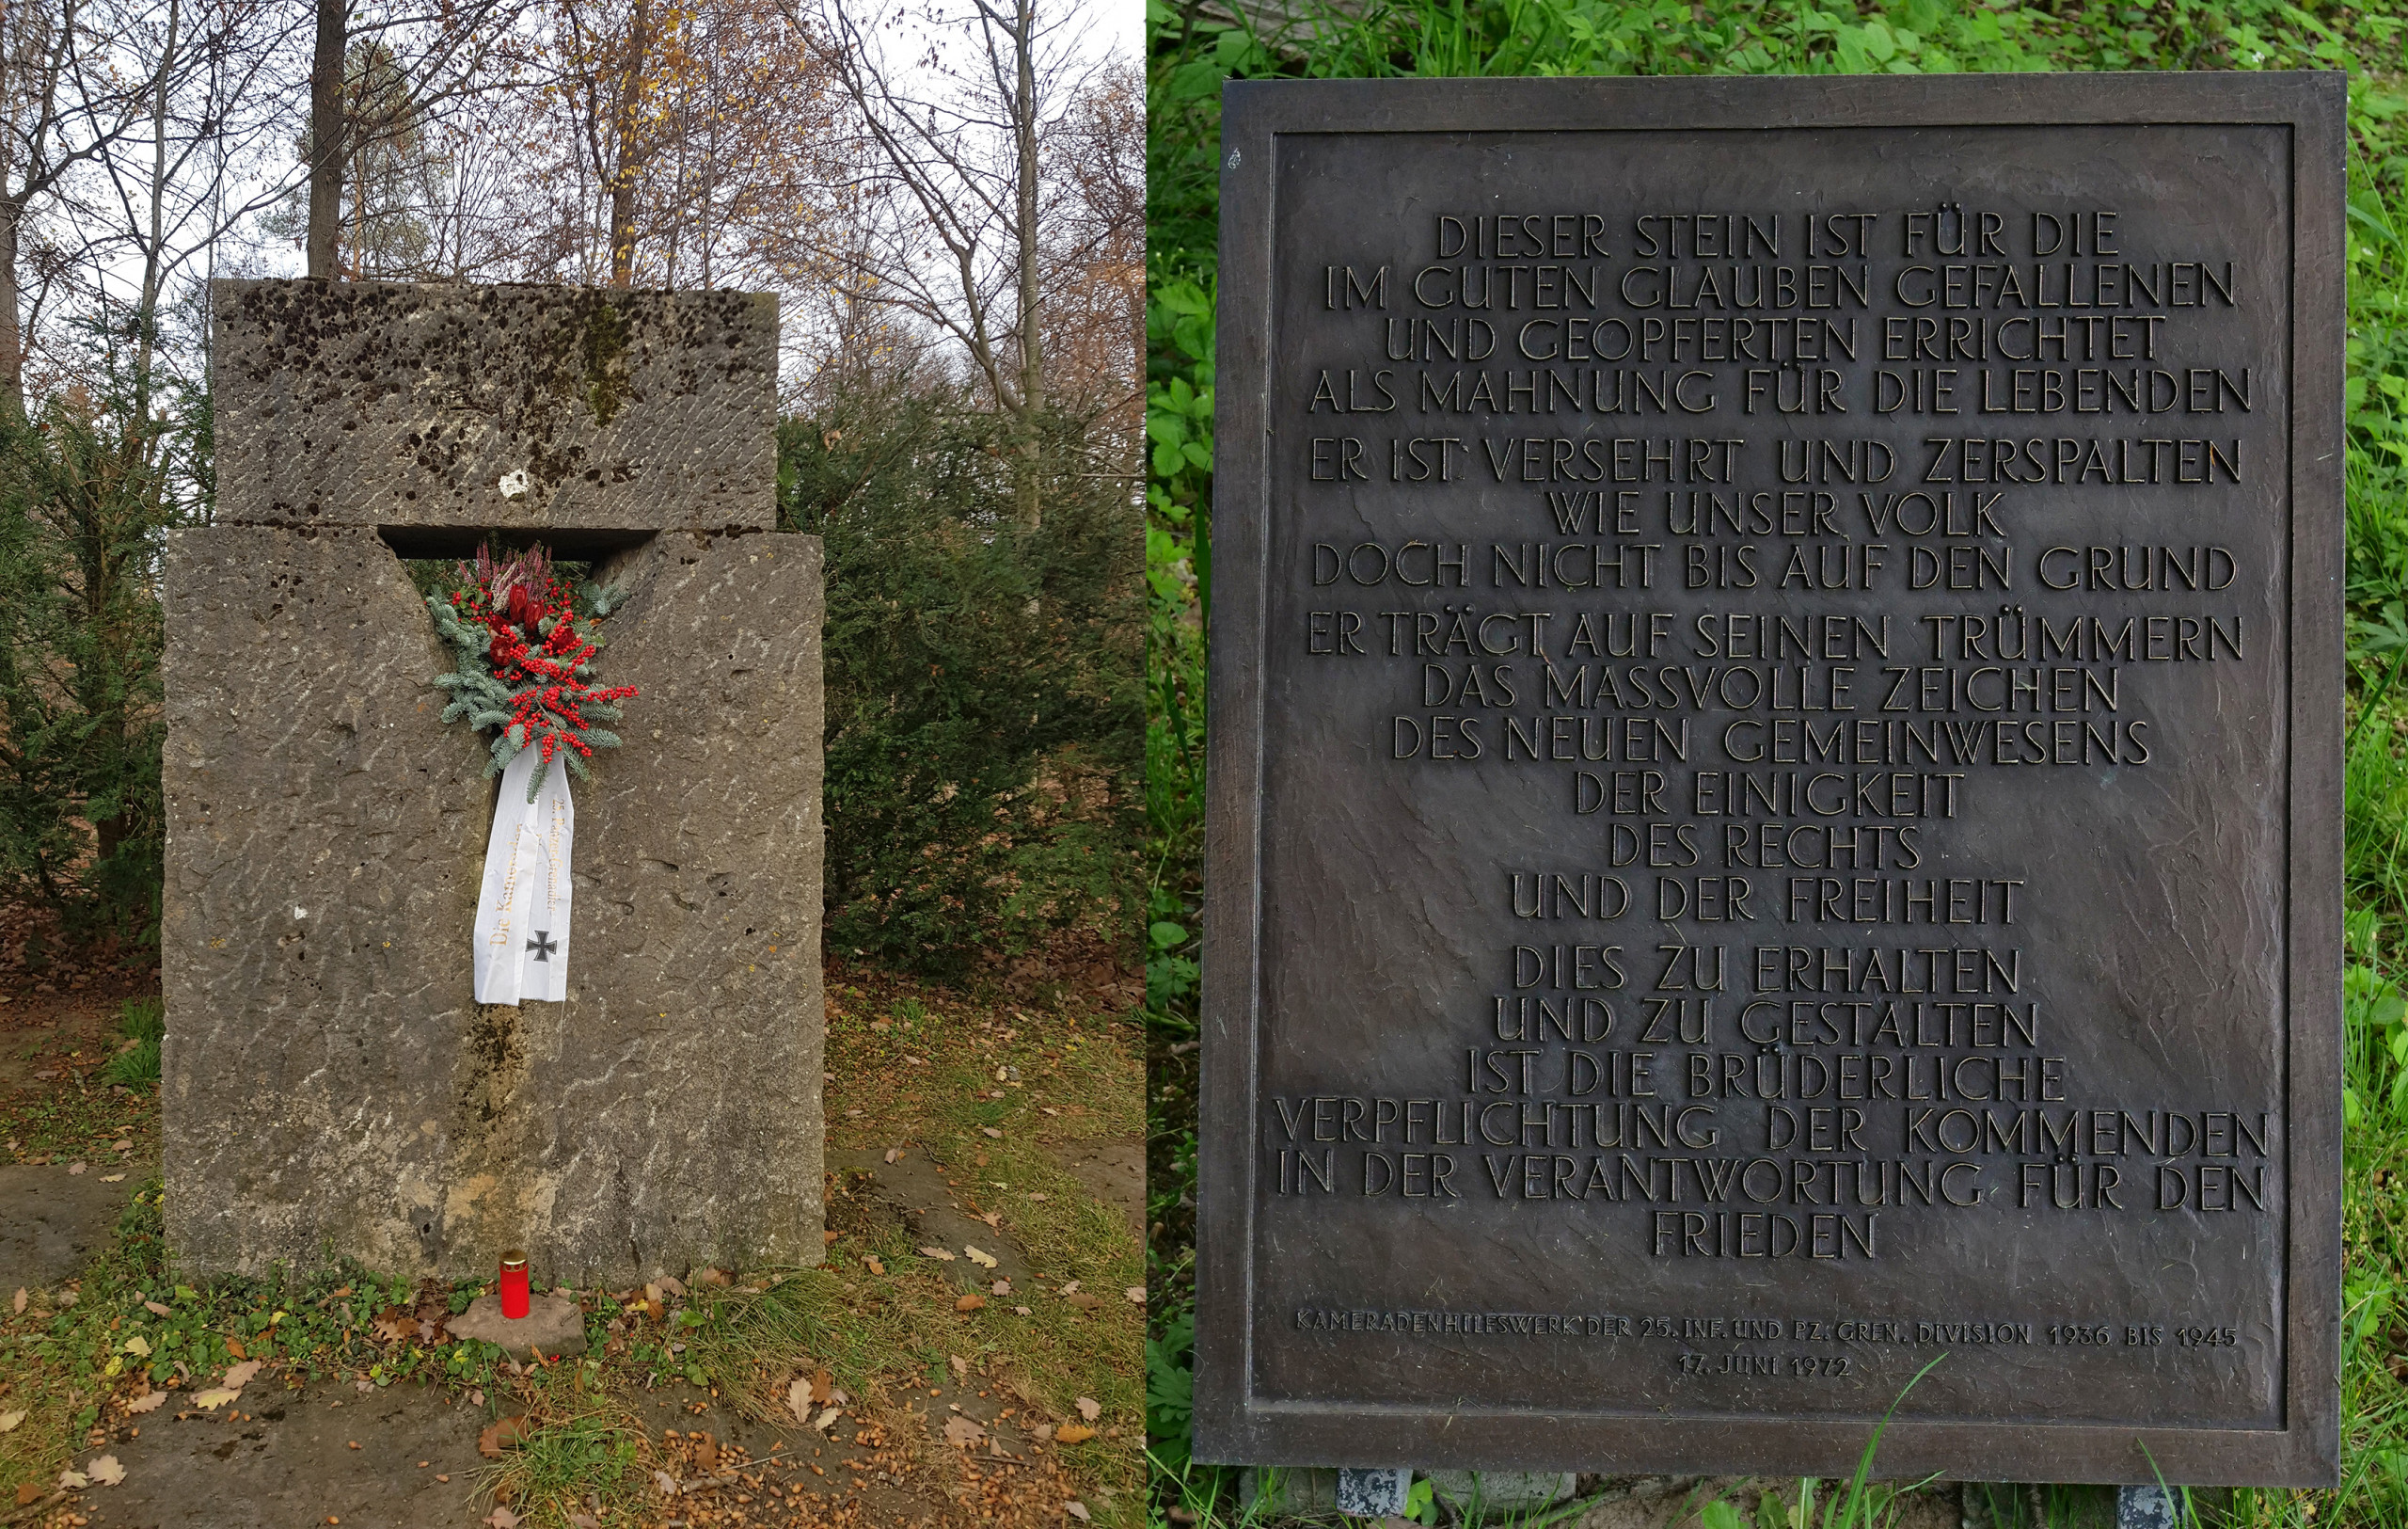 Die Kameraden
25. Panzergrenadier-
DIESER STEIN IST FÜR DIE
IM GUTEN GLAUBEN GEFALLENEN
UND GEOPFERTEN ERRICHTET
ALS MAHNUNG FÜR DIE LEBENDEN
ER IST VERSEHRT UND ZERSPALTEN
WIE UNSER VOLK
DOCH NICHT BIS AUF DEN GRUND
ER TRÄGT AUF SEINEN TRÜMMERN
DAS MASSVOLLE ZEICHEN
DES NEUEN GEMEINWESENS
DER EINIGKEIT
DES RECHTS
UND DER FREIHEIT
DIES ZU ERHALTEN
UND ZU GESTALTEN
IST DIE BRÜDERLICHE
VERPFLICHTUNG DER KOMMENDEN
IN DER VERANTWORTUNG FÜR DEN
FRIEDEN
KAMERADENHILFSWERK DER 25. INF. UND PZ. GREN. DIVISION 1936 BIS 1945
17. JUNI 1972